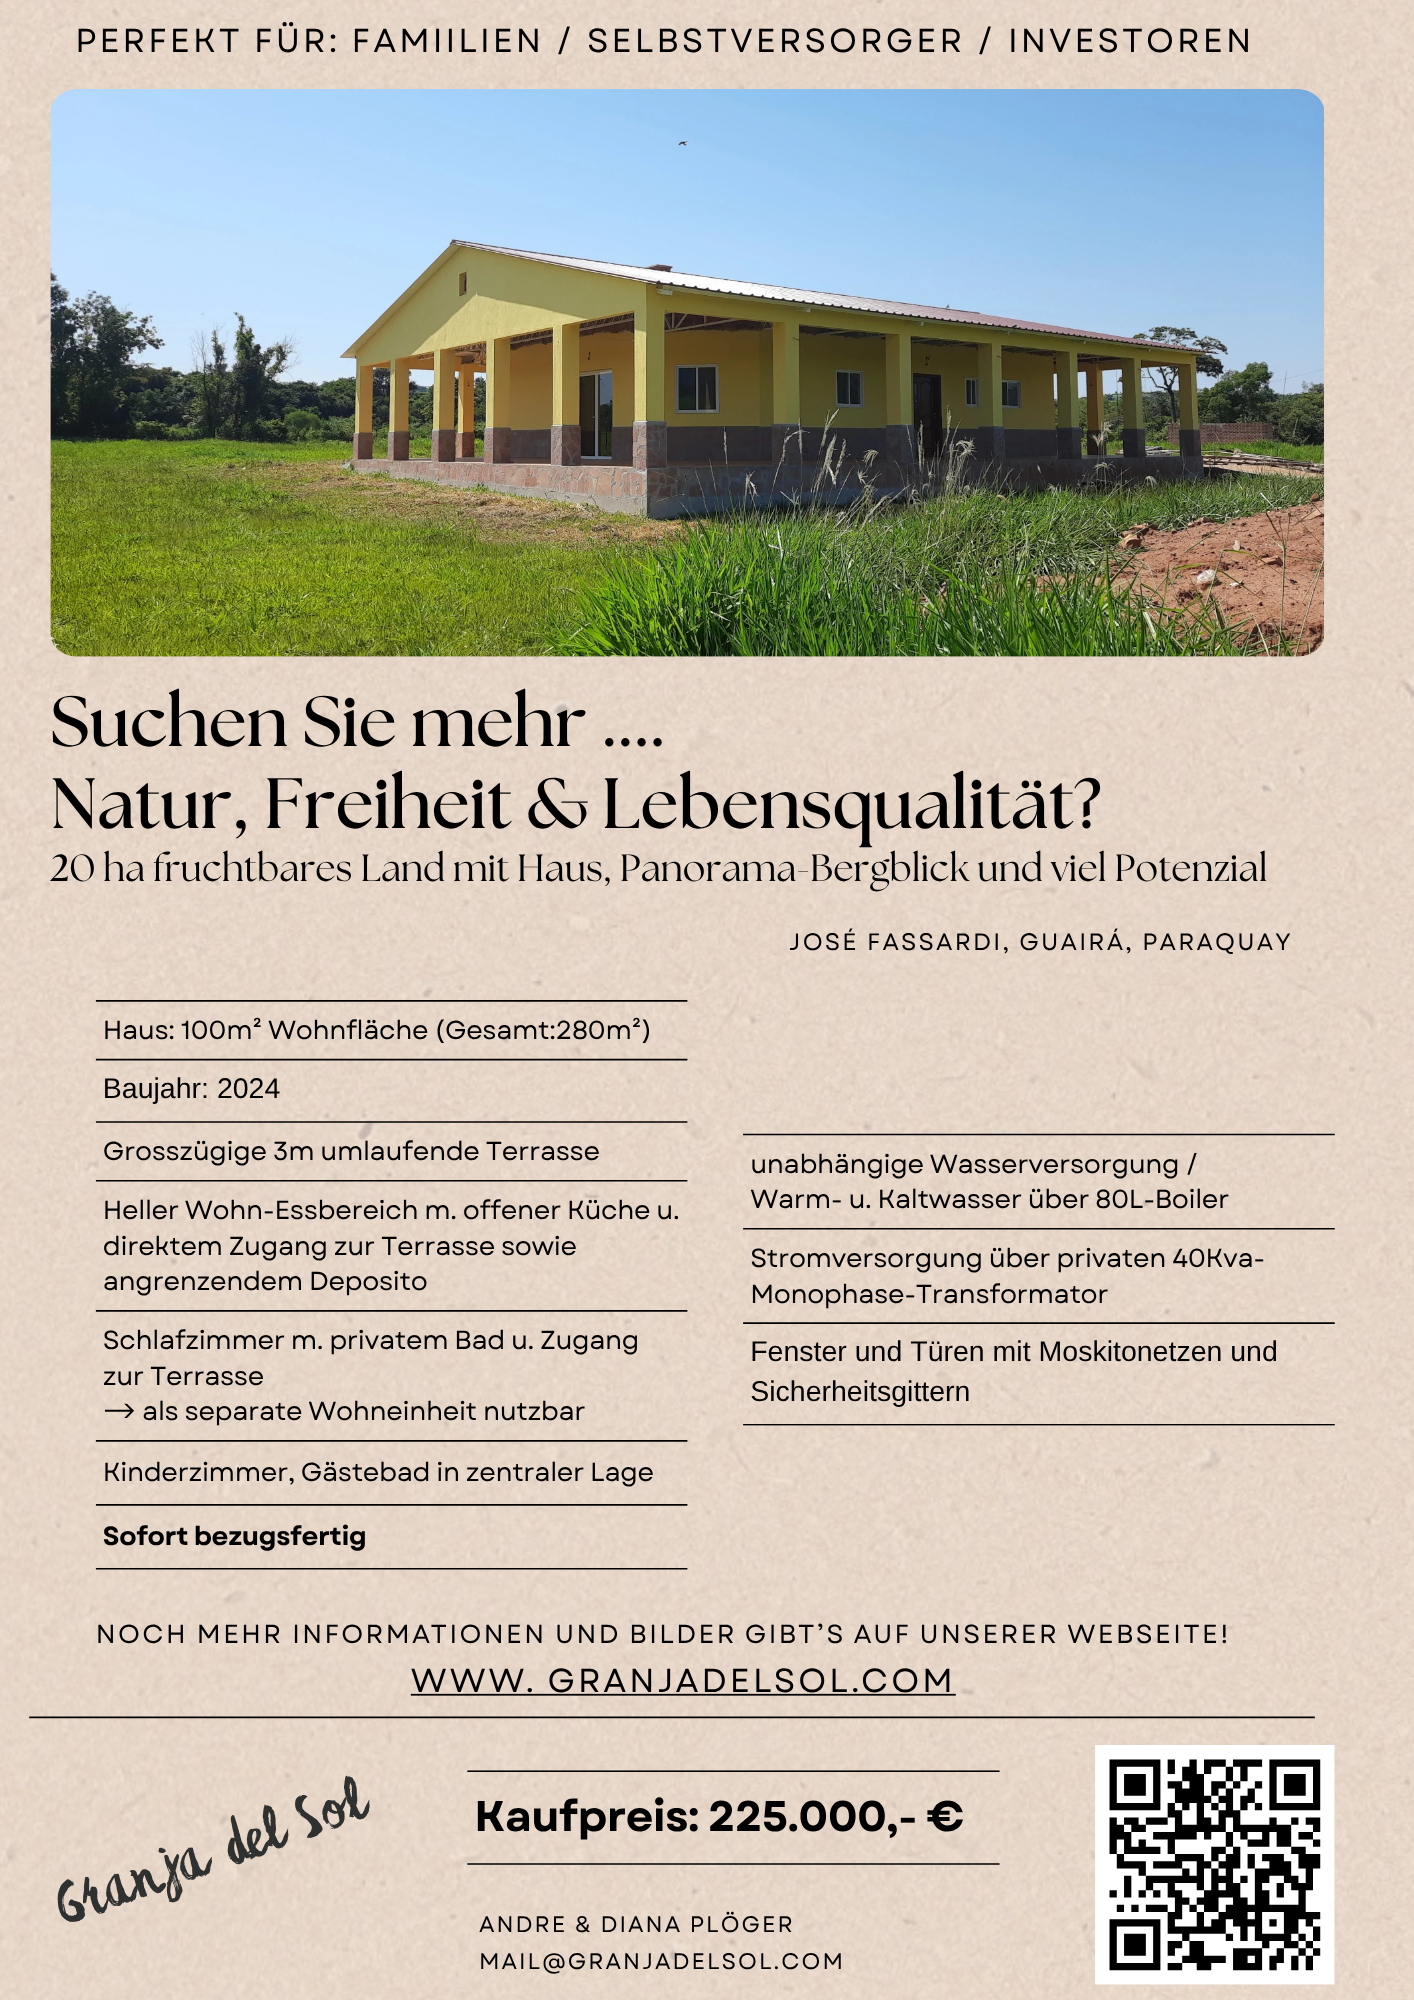 PERFEKT FÜR: FAMIILIEN / SELBSTVERSORGER / INVESTOREN
Suchen Sie mehr ....
Natur, Freiheit & Lebensqualität?
20 ha fruchtbares Land mit Haus, Panorama-Bergblick und viel Potenzial
JOSÉ FASSARDI, GUAIRÁ, PARAQUAY
Haus: 100m² Wohnfläche (Gesamt:280m²)
Baujahr: 2024
Grosszügige 3m umlaufende Terrasse
Heller Wohn-Essbereich m. offener Küche u.
direktem Zugang zur Terrasse sowie
angrenzendem Deposito
Schlafzimmer m. privatem Bad u. Zugang
zur Terrasse
→ als separate Wohneinheit nutzbar
Kinderzimmer, Gästebad in zentraler Lage
Sofort bezugsfertig
unabhängige Wasserversorgung /
Warm- u. Kaltwasser über 80L-Boiler
Stromversorgung über privaten 40Kva-
Monophase-Transformator
Fenster und Türen mit Moskitonetzen und
Sicherheitsgittern
NOCH MEHR INFORMATIONEN UND BILDER GIBT'S AUF UNSERER WEBSEITE!
WWW. GRANJADELSOL.COM
Granja del Sol
Kaufpreis: 225.000,- €
ANDRE & DIANA PLÖGER
MAIL@GRANJADELSOL.COM